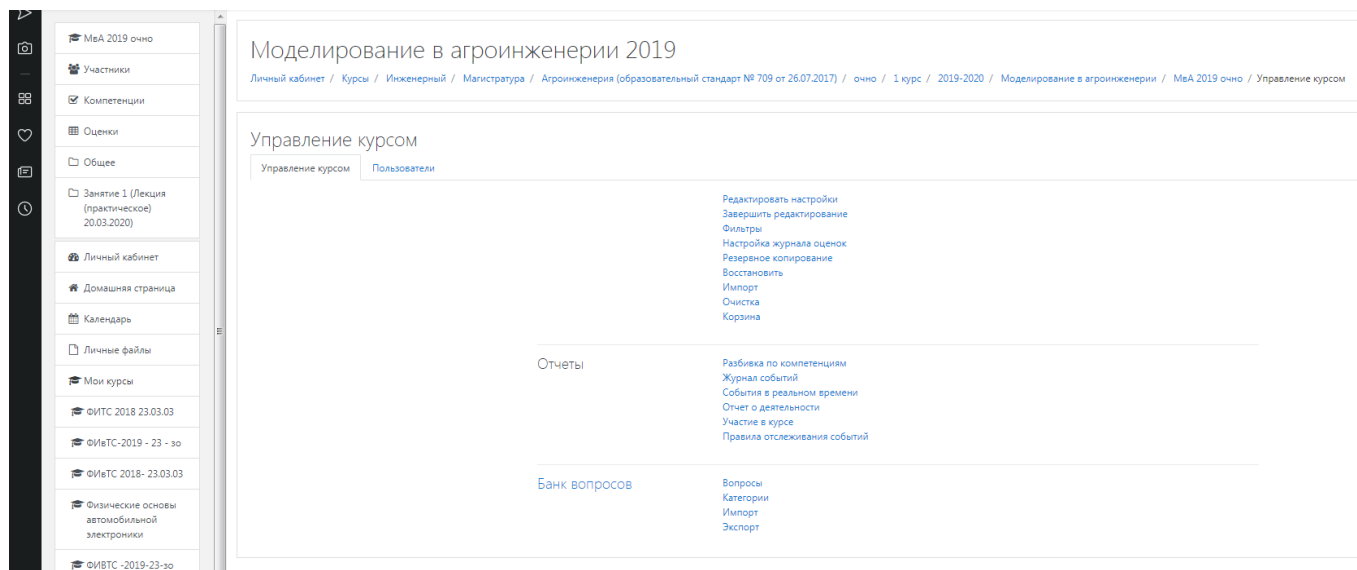 МвА 2019 очно
Участники
Компетенции
Оценки
Общее
Занятие 1 (Лекция
(практическое)
20.03.2020)
Личный кабинет
Домашняя страница
Календарь
Личные файлы
Мои курсы
ФИТС 2018 23.03.03
ФИвТС-2019 - 23 - зо
ФИвТС 2018- 23.03.03
Физические основы
автомобильной
электроники
ФИВТС -2019-23-зо
Моделирование в агроинженерии 2019
Личный кабинет / Курсы / Инженерный / Магистратура / Агроинженерия (образовательный стандарт № 709 от 26.07.2017) / очно / 1 курс / 2019-2020 / Моделирование в агроинженерии / МвА 2019 очно / Управление курсом
Управление курсом
Управление курсом Пользователи
Редактировать настройки
Завершить редактирование
Фильтры
Настройка журнала оценок
Резервное копирование
Восстановить
Импорт
Очистка
Корзина
Отчеты
Разбивка по компетенциям
Журнал событий
События в реальном времени
Отчет о деятельности
Участие в курсе
Правила отслеживания событий
Банк вопросов
Вопросы
Категории
Импорт
Экспорт